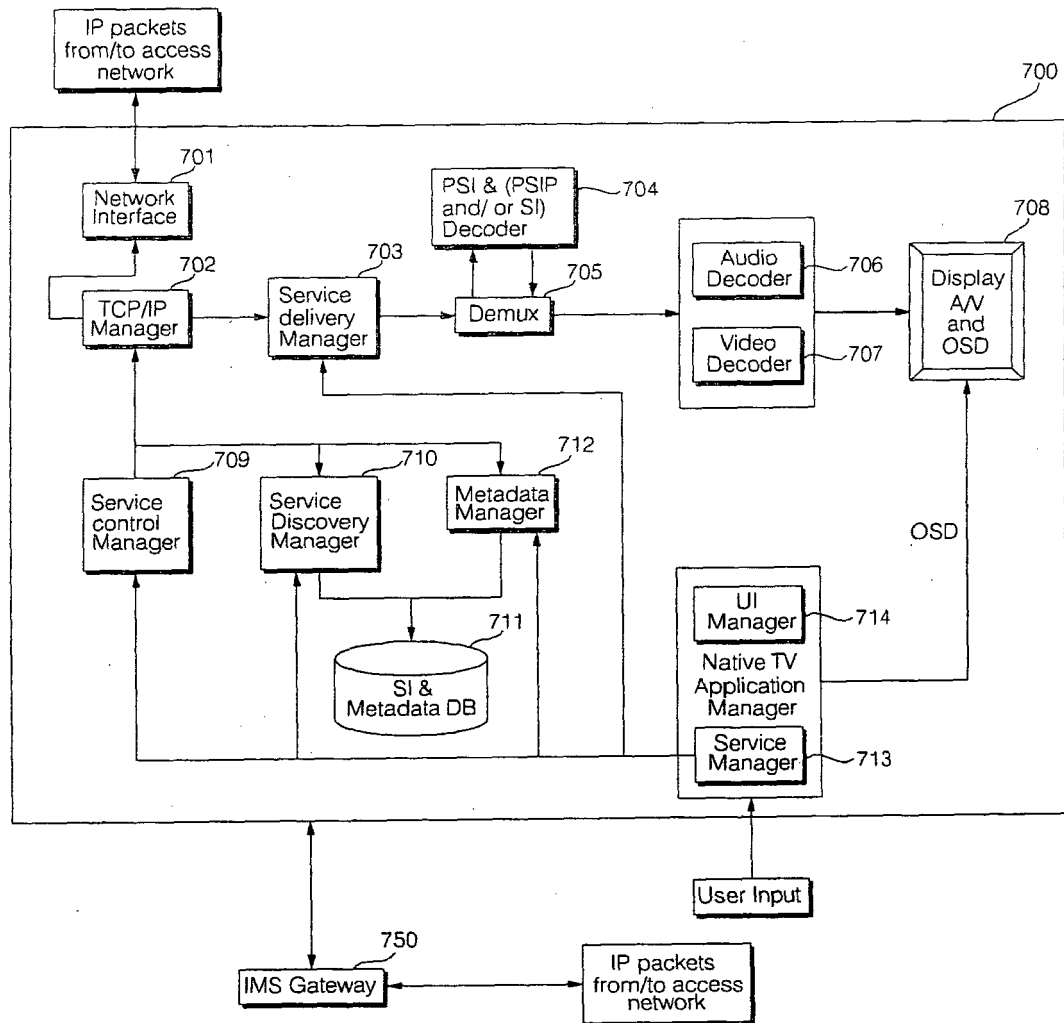 IP packets
from/to access
network
700
701
Network
Interface
702
TCP/IP
Manager
703
Service
delivery
Manager
PSI & (PSIP
and/ or SI)
Decoder
704
705
Demux
Audio
Decoder
706
Video
Decoder
707
708
Display
A/V
and
OSD
709
Service
control
Manager
710
Service
Discovery
Manager
712
Metadata
Manager
OSD
711
SI &
Metadata DB
UI
Manager
714
Native TV
Application
Manager
Service
Manager
713
User Input
750
IMS Gateway
IP packets
from/to access
network